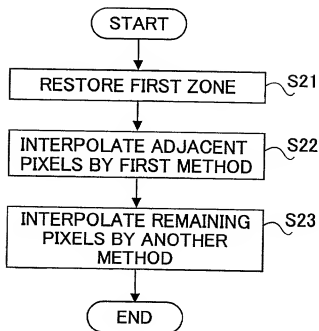 START
RESTORE FIRST ZONE
S21
INTERPOLATE ADJACENT
PIXELS BY FIRST METHOD
S22
INTERPOLATE REMAINING
PIXELS BY ANOTHER
METHOD
S23
END